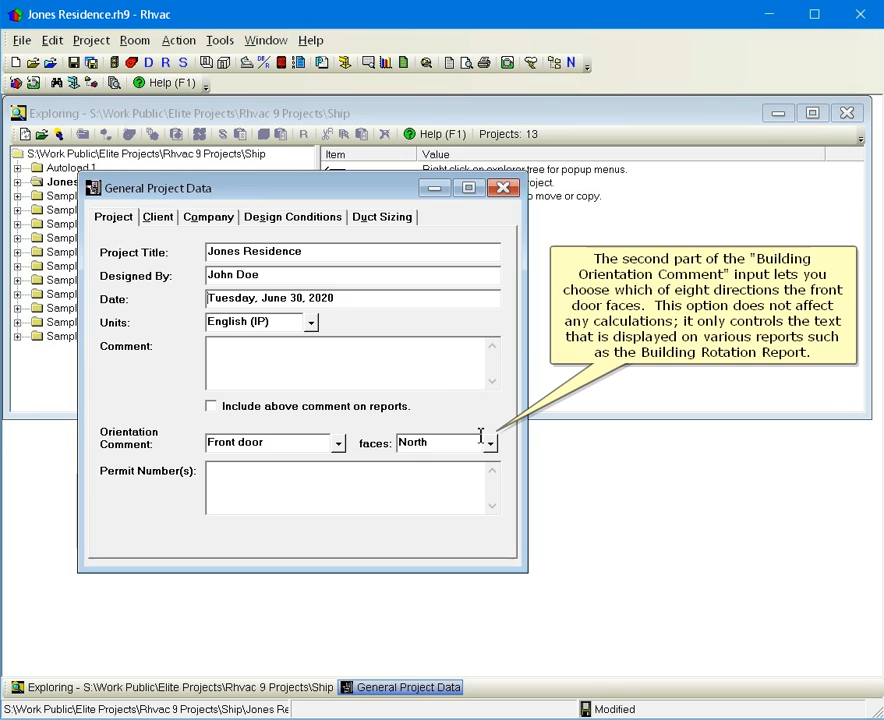 Jones Residence.rh9 - Rhvac
File Edit Project Room Action Tools Window Help
D R S N
Help (F1)
Exploring - S:\Work Public\Elite Projects\Rhvac 9 Projects\Ship
S R Help (F1) Projects: 13
S:\Work Public\Elite Projects\Rhvac 9 Projects\Ship Item Value
Autoload 1 Right click on explorer tree for popup menus.
Jones
Sampl
Sampl
Sampl
Sampl
Sampl
Sampl
Sampl
Sampl
Sampl
Sampl
Sampl
oject.
o move or copy.
General Project Data
Project Client Company Design Conditions Duct Sizing
Project Title: Jones Residence
Designed By: John Doe
Date: Tuesday, June 30, 2020
Units: English (IP)
Comment:
Include above comment on reports.
Orientation
Comment: Front door faces: North
Permit Number(s):
The second part of the "Building
Orientation Comment" input lets you
choose which of eight directions the front
door faces. This option does not affect
any calculations; it only controls the text
that is displayed on various reports such
as the Building Rotation Report.
Exploring - S:\Work Public\Elite Projects\Rhvac 9 Projects\Ship General Project Data
S:\Work Public\Elite Projects\Rhvac 9 Projects\Ship\Jones Re Modified